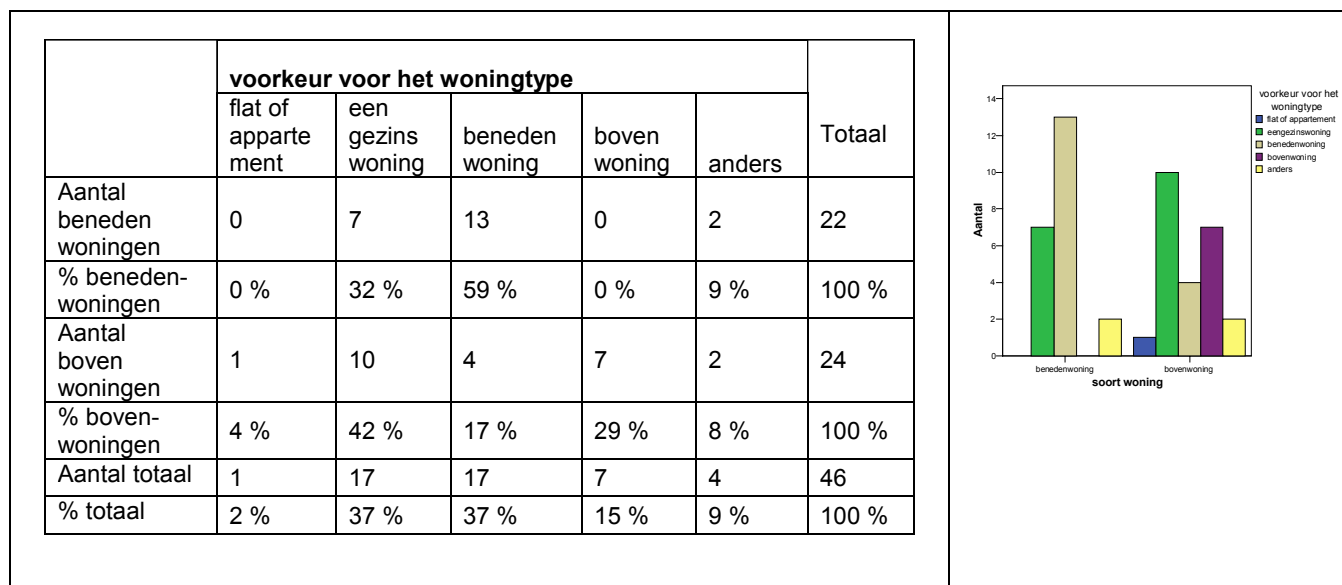 voorkeur voor het woningtype
Totaal
flat of
apparte
ment
een
gezins
woning
beneden
woning
boven
woning
anders
Aantal
beneden
woningen
0 7 13 0 2 22
% beneden-
woningen
0 % 32 % 59 % 0 % 9 % 100 %
Aantal
boven
woningen
1 10 4 7 2 24
% boven-
woningen
4 % 42 % 17 % 29 % 8 % 100 %
Aantal totaal 1 17 17 7 4 46
% totaal 2 % 37 % 37 % 15 % 9 % 100 %
voorkeur voor het
woningtype
flat of appartement
eengezinswoning
benedenwoning
bovenwoning
anders
14
12
10
8
6
4
2
0
Aantal
benedenwoning bovenwoning
soort woning